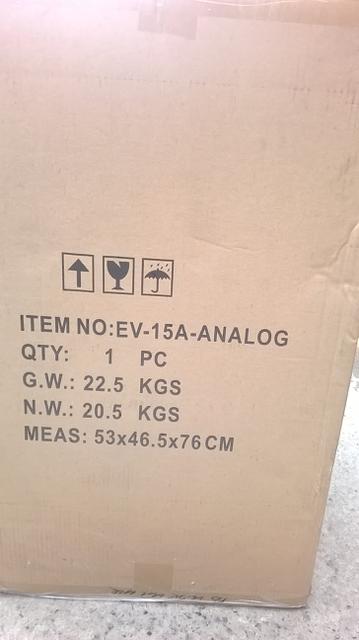 ITEM NO:EV-15A-ANALOG
QTY: 1 PC
G.W.: 22.5 KGS
N.W.: 20.5 KGS
MEAS: 53x46.5x76CM